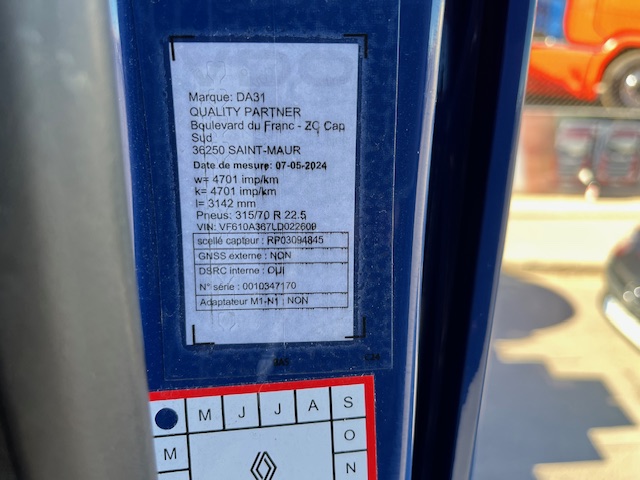 Marque: DA31
QUALITY PARTNER
Boulevard du Franc - ZC Cap
Sud
36250 SAINT-MAUR
Date de mesure: 07-05-2024
w= 4701 imp/km
k= 4701 imp/km
l= 3142 mm
Pneus: 315/70 R 22.5
VIN: VF610A367LD022609
scellé capteur : RP03094845
GNSS externe : NON
DSRC interne : OUI
N° série : 0010347170
Adaptateur M1-N1 : NON
M J J A S
M O
N